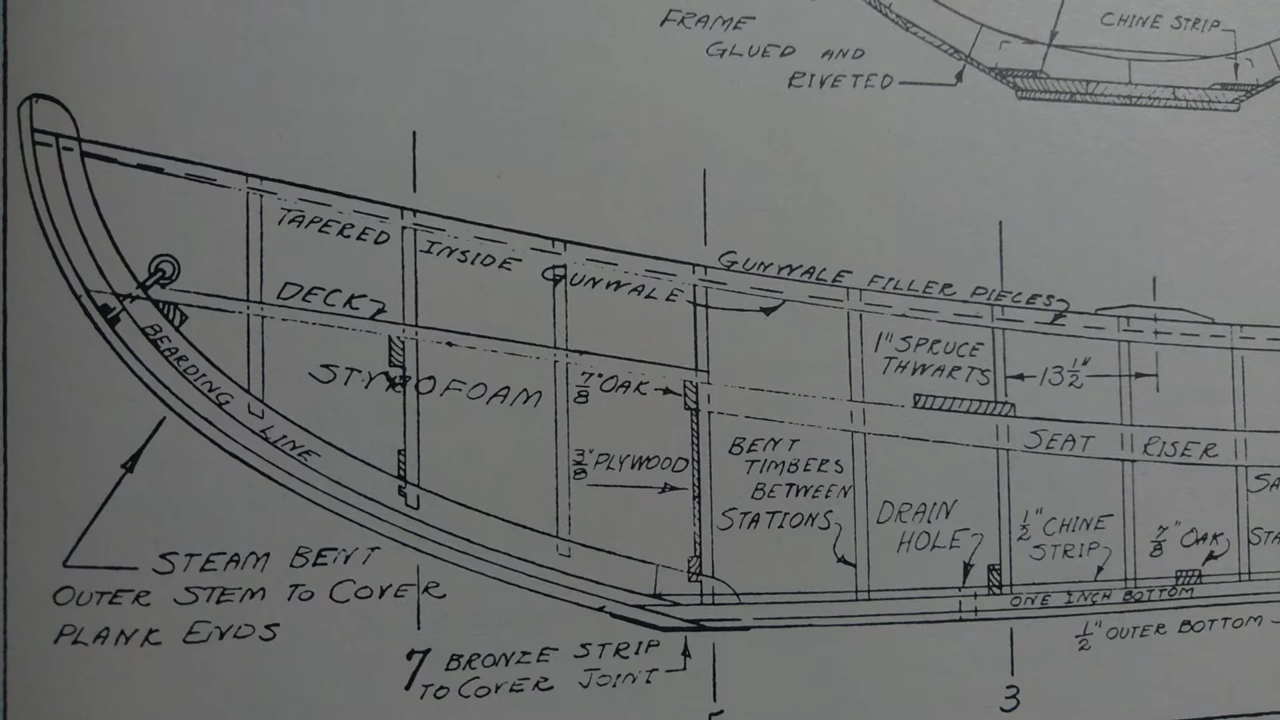 FRAME
GLUED AND
RIVETED
CHINE STRIP
TAPERED INSIDE GUNWALE
GUNWALE FILLER PIECES
DECK
BEARDING LINE
STYROFOAM
7/8" OAK
3/8" PLYWOOD
1" SPRUCE
THWARTS
13 1/2"
SEAT RISER
BENT
TIMBERS
BETWEEN
STATIONS
DRAIN
HOLE
1/2" CHINE
STRIP
7/8" OAK
ONE INCH BOTTOM
1/2" OUTER BOTTOM
STEAM BENT
OUTER STEM TO COVER
PLANK ENDS
7
BRONZE STRIP
TO COVER JOINT
3